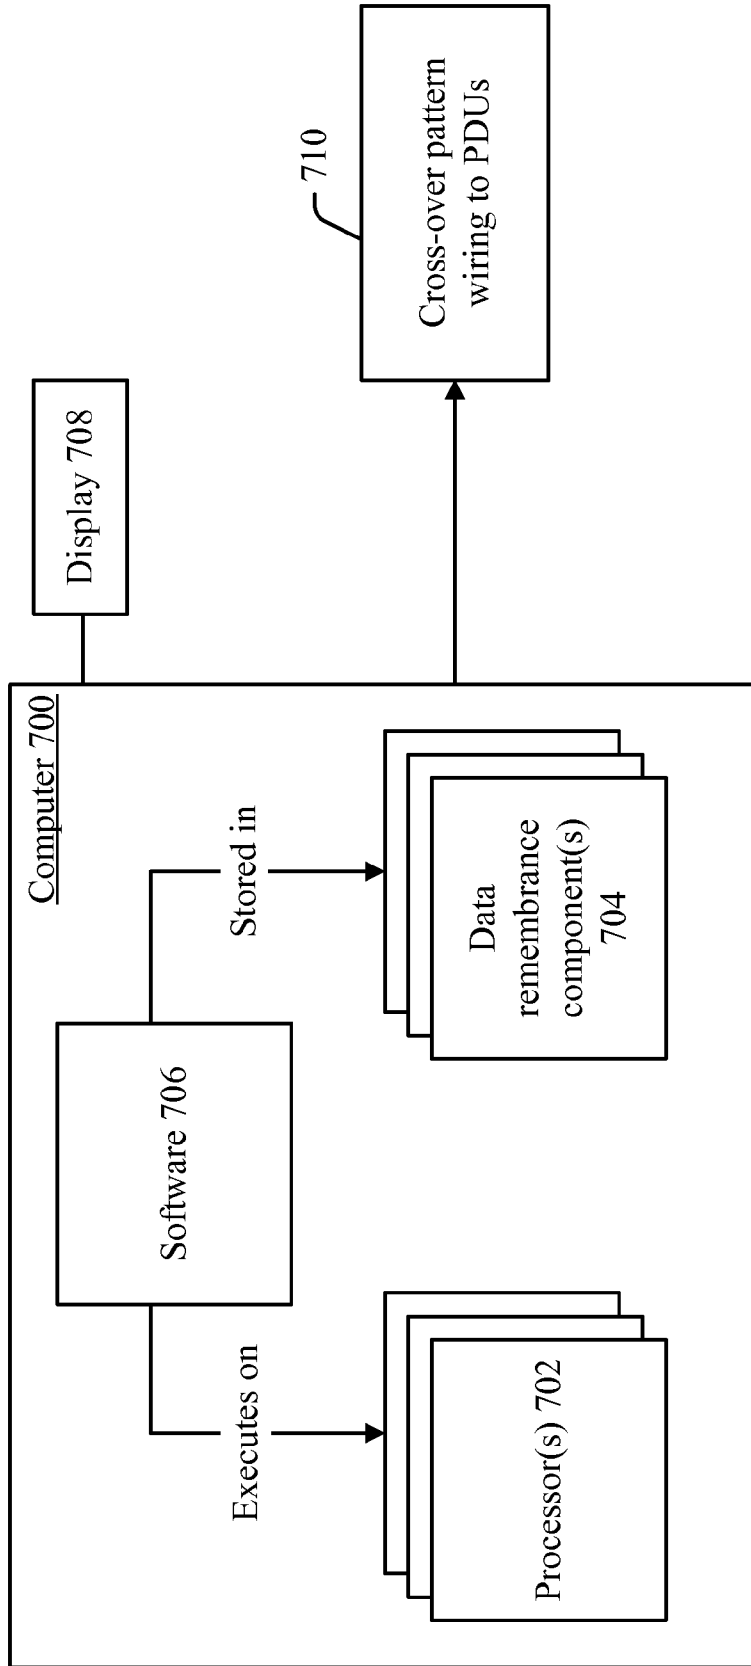 Computer 700
Software 706
Executes on
Stored in
Processor(s) 702
Data
remembrance
component(s)
704
Display 708
710
Cross-over pattern
wiring to PDUs